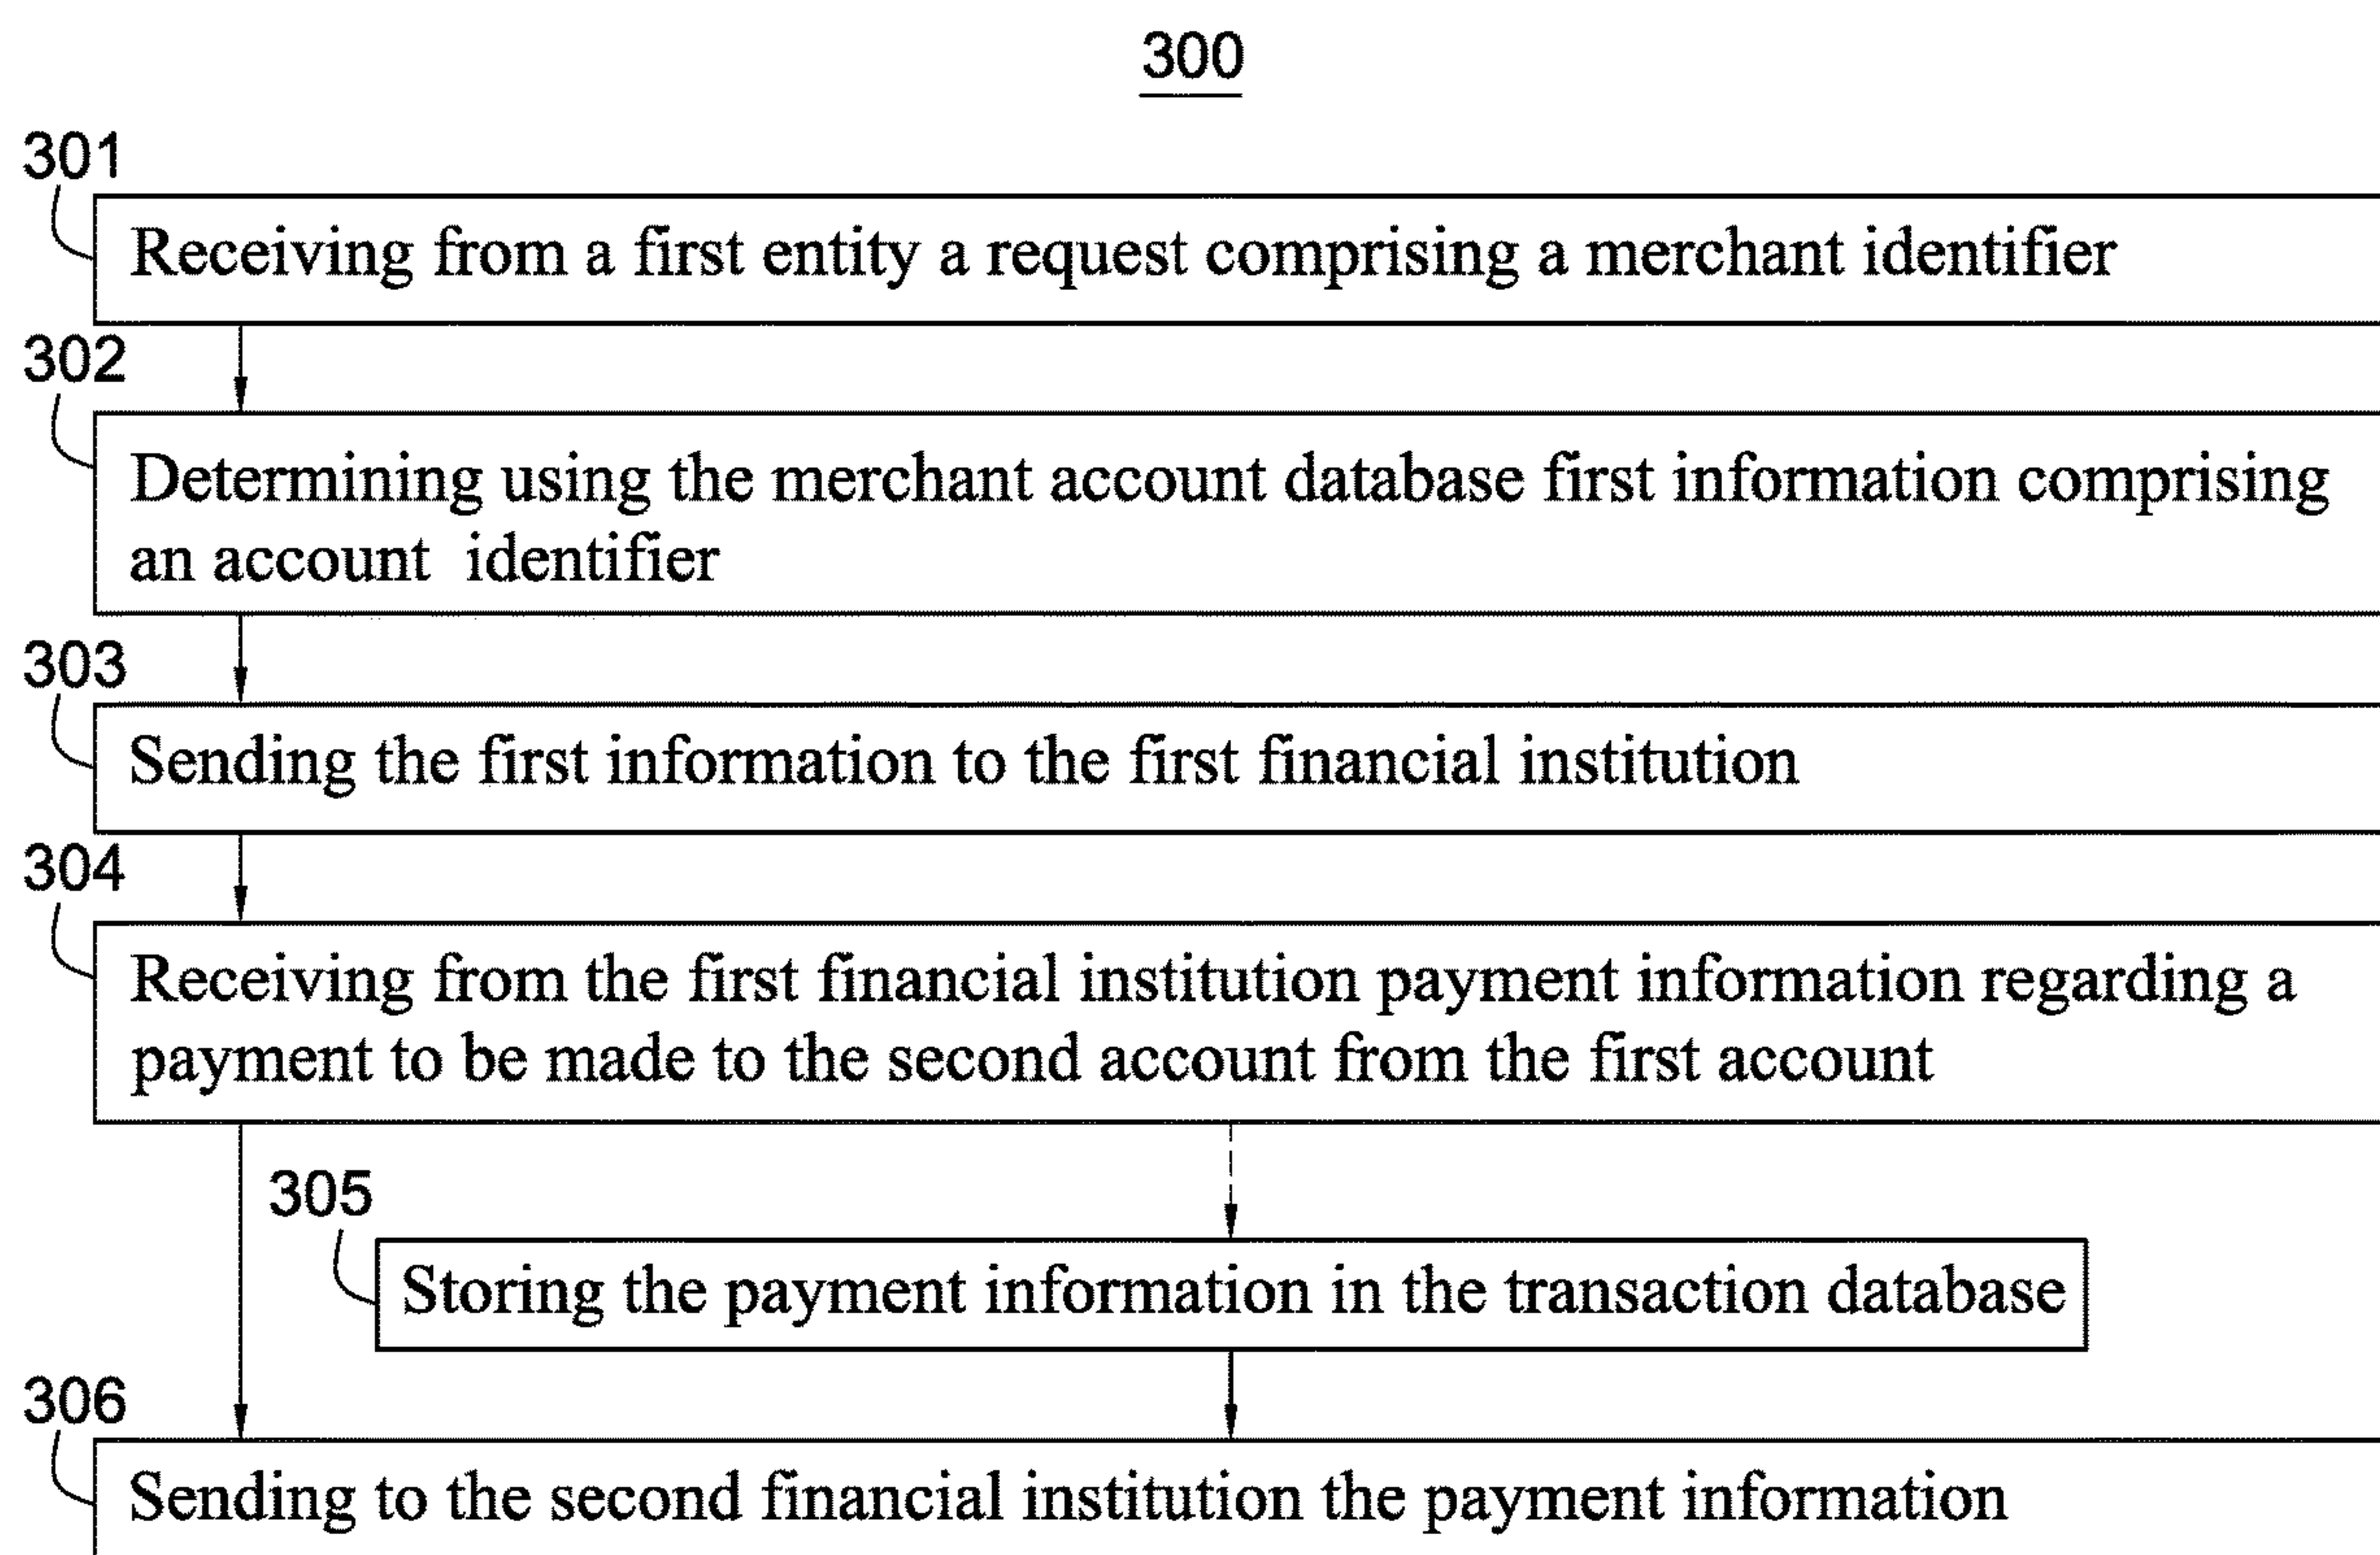 300
301
Receiving from a first entity a request comprising a merchant identifier
302
Determining using the merchant account database first information comprising
an account identifier
303
Sending the first information to the first financial institution
304
Receiving from the first financial institution payment information regarding a
payment to be made to the second account from the first account
305
Storing the payment information in the transaction database
306
Sending to the second financial institution the payment information